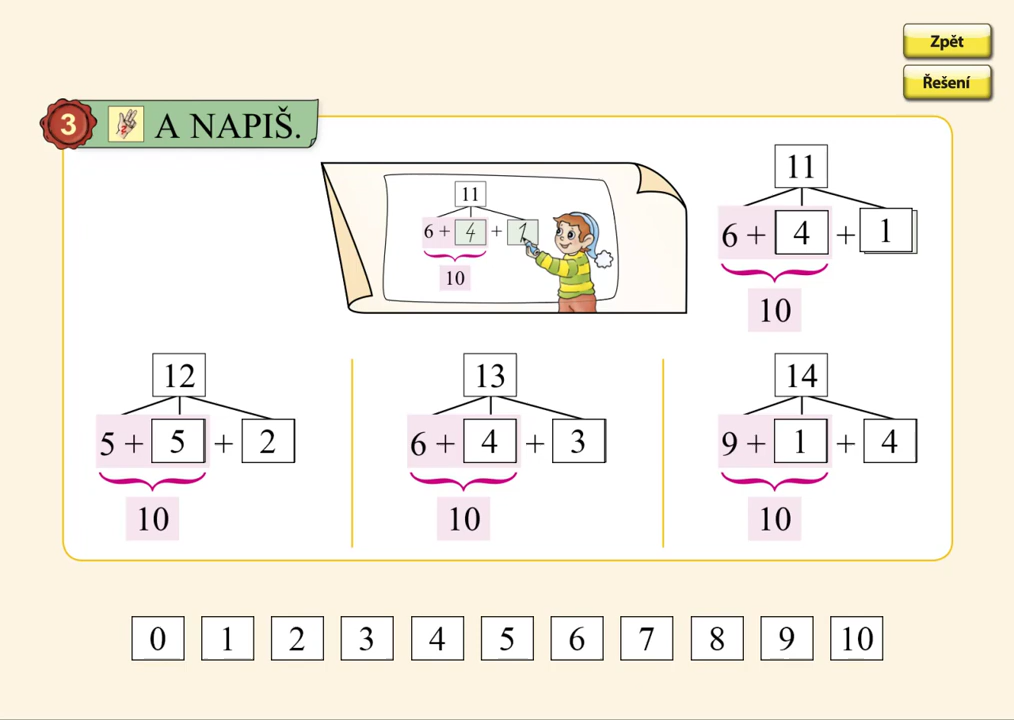 Zpět
Řešení
3 A NAPIŠ.
11
6 + 4 + 1
10
11
6 + 4 + 1
10
12
5 + 5 + 2
10
13
6 + 4 + 3
10
14
9 + 1 + 4
10
0 1 2 3 4 5 6 7 8 9 10